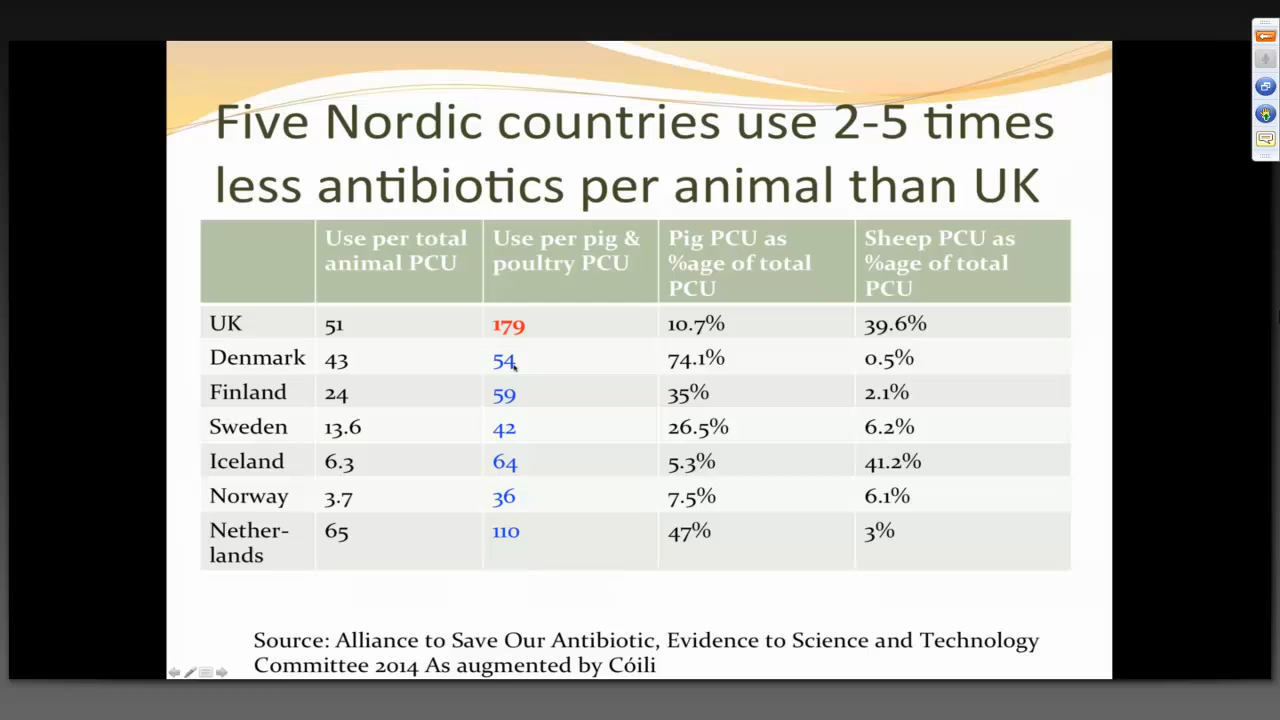 Five Nordic countries use 2-5 times
less antibiotics per animal than UK
Use per total animal PCU Use per pig & poultry PCU Pig PCU as %age of total PCU Sheep PCU as %age of total PCU
UK 51 179 10.7% 39.6%
Denmark 43 54 74.1% 0.5%
Finland 24 59 35% 2.1%
Sweden 13.6 42 26.5% 6.2%
Iceland 6.3 64 5.3% 41.2%
Norway 3.7 36 7.5% 6.1%
Nether-lands 65 110 47% 3%
Source: Alliance to Save Our Antibiotic, Evidence to Science and Technology
Committee 2014 As augmented by Cóili